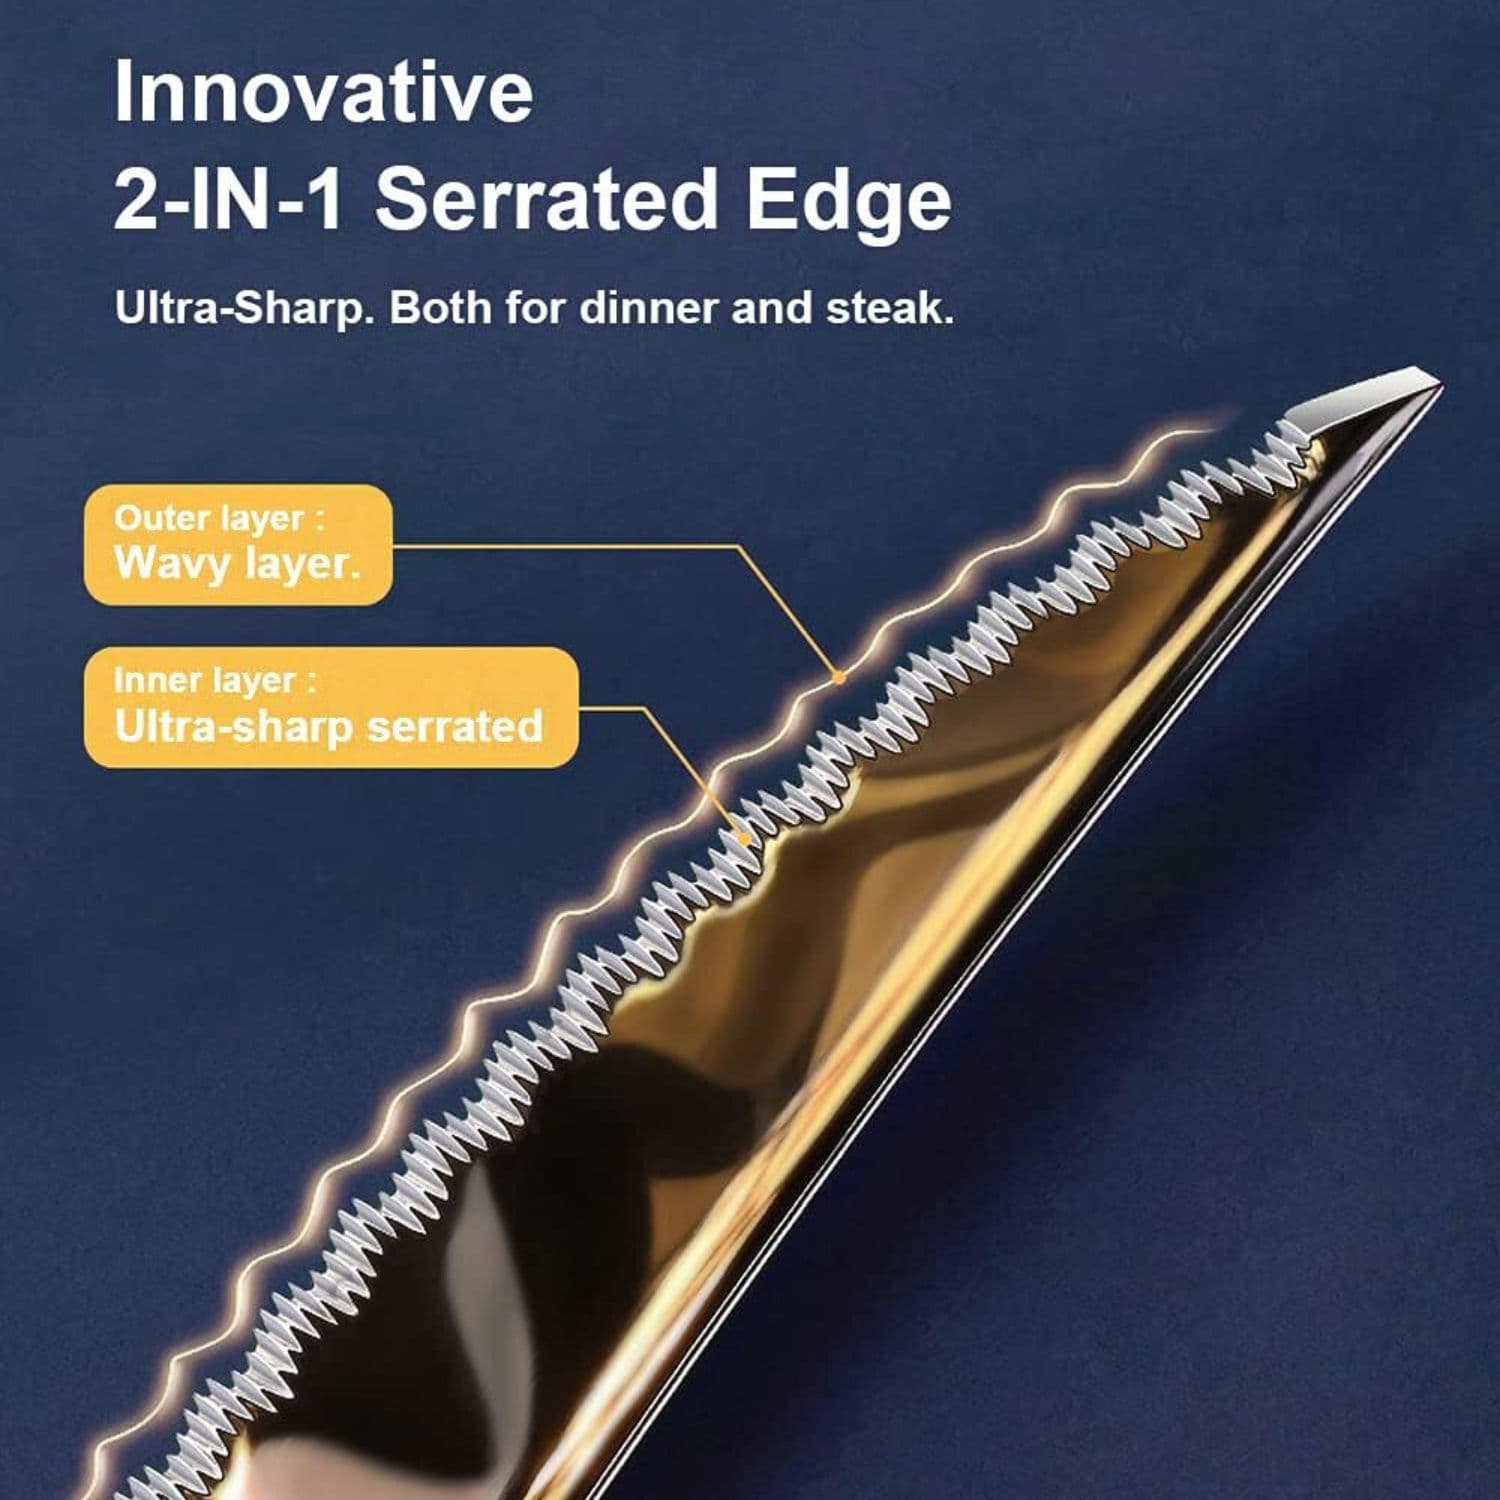 Innovative
2-IN-1 Serrated Edge
Ultra-Sharp. Both for dinner and steak.
Outer layer :
Wavy layer.
Inner layer :
Ultra-sharp serrated